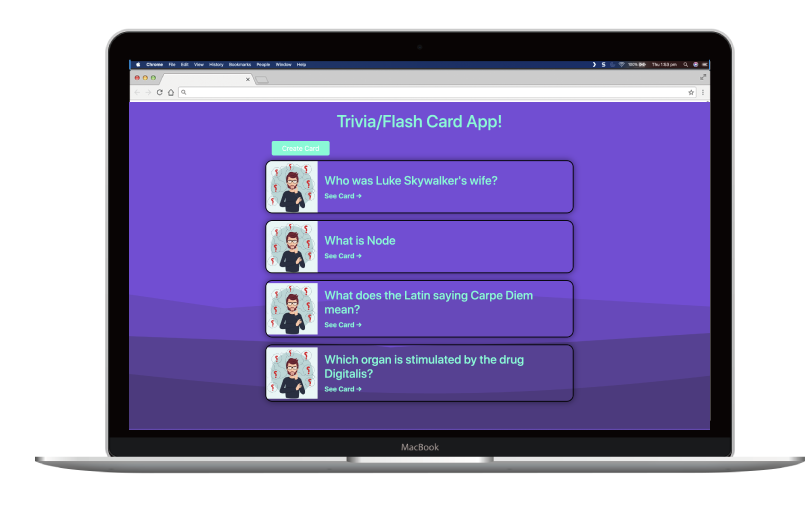 Chrome File Edit View History Bookmarks People Window Help
100% Thu 1:53 pm
Trivia/Flash Card App!
Create Card
Who was Luke Skywalker's wife?
See Card →
What is Node
See Card →
What does the Latin saying Carpe Diem
mean?
See Card →
Which organ is stimulated by the drug
Digitalis?
See Card →
MacBook